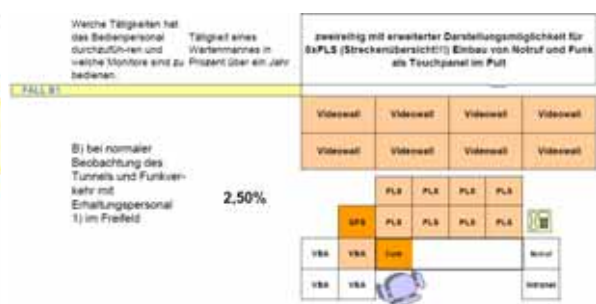 Welche Tätigkeiten hat
das Bedienpersonal
durchzuführ-ren und
welche Monitore sind zu
bedienen.
Tätigkeit eines
Wartenmannes in
Prozent über ein Jahr
zweireihig mit erweiterter Darstellungsmöglichkeit für
8xPLS (Streckenübersicht!!!) Einbau von Notruf und Funk
als Touchpanel im Pult
FALL B1
Videowall Videowall Videowall Videowall
Videowall Videowall Videowall Videowall
B) bei normaler
Beobachtung des
Tunnels und Funkver-
kehr mit
Erhaltungspersonal
1) im Freifeld
2,50%
PLS PLS PLS PLS
PLS PLS PLS PLS
VBA VBA Notruf
VBA VBA Intranet